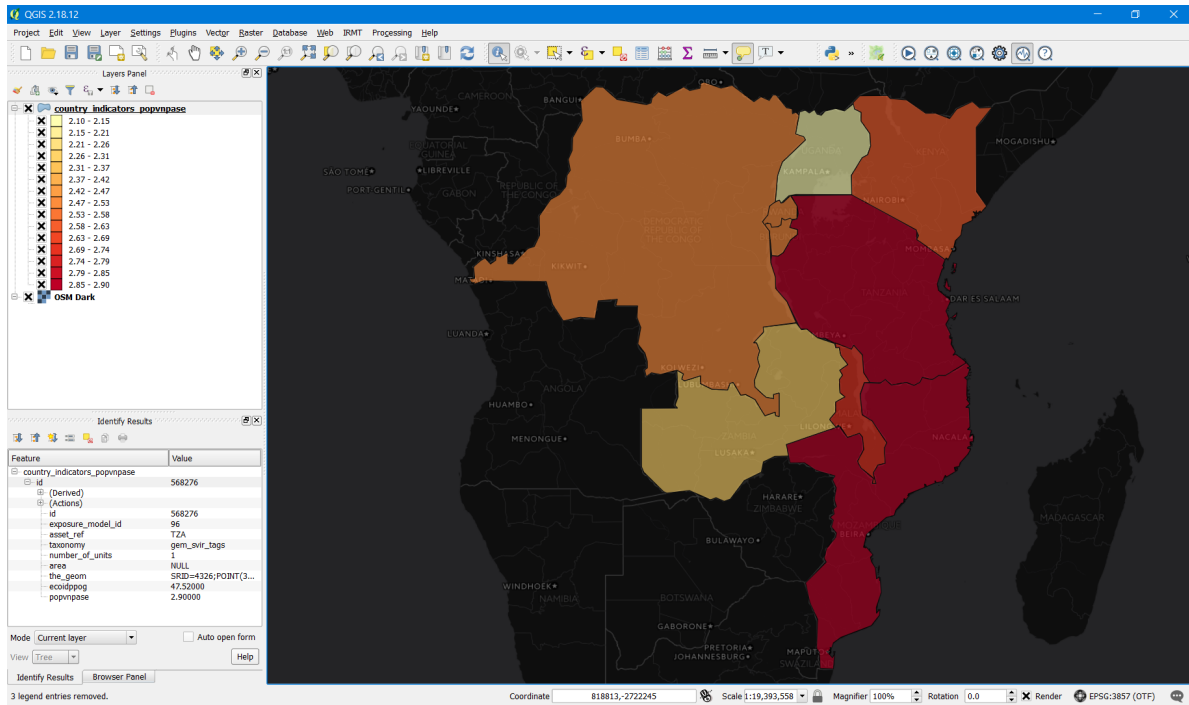 QGIS 2.18.12
Project Edit View Layer Settings Plugins Vector Raster Database Web IRMT Processing Help
Layers Panel
country_indicators_popvnpase
2.10 - 2.15
2.15 - 2.21
2.21 - 2.26
2.26 - 2.31
2.31 - 2.37
2.37 - 2.42
2.42 - 2.47
2.47 - 2.53
2.53 - 2.58
2.58 - 2.63
2.63 - 2.69
2.69 - 2.74
2.74 - 2.79
2.79 - 2.85
2.85 - 2.90
OSM Dark
Identify Results
Feature Value
country_indicators_popvnpase
id 568276
(Derived)
(Actions)
id 568276
exposure_model_id 96
asset_ref TZA
taxonomy gem_svir_tags
number_of_units 1
area NULL
the_geom SRID=4326;POINT(3...
ecoidppog 47.52000
popvnpase 2.90000
Mode Current layer Auto open form
View Tree Help
Identify Results Browser Panel
CAMEROON
BANGUI
YAOUNDE
EQUATORIAL
GUINEA
BUMBA
MOGADISHU
SÃO TOMÉ
LIBREVILLE
KAMPALA
KENYA
PORT-GENTIL
GABON
REPUBLIC OF
THE CONGO
NAIROBI
DEMOCRATIC
REPUBLIC OF
THE CONGO
KINSHASA
KIKWIT
MOMBASA
MATADI
TANZANIA
DAR ES SALAAM
LUANDA
MBEYA
KOLWEZI
LUBUMBASHI
ANGOLA
HUAMBO
LILONGWE
MENONGUE
ZAMBIA
LUSAKA
NACALA
HARARE
ZIMBABWE
MOZAMBIQUE
BEIRA
MADAGASCAR
BULAWAYO
WINDHOEK
NAMIBIA
BOTSWANA
GABORONE
PRETORIA
JOHANNESBURG
MAPUTO
SWAZILAND
3 legend entries removed. Coordinate 818813,-2722245 Scale 1:19,393,558 Magnifier 100% Rotation 0.0 Render EPSG:3857 (OTF)